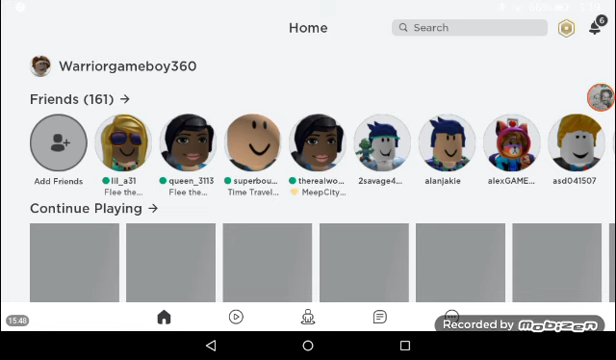 Home
Search
6
Warriorgameboy360
Friends (161) →
Add Friends
lil_a31
Flee the...
queen_3113
Flee the...
superbou...
Time Travel...
therealwo...
MeepCity...
2savage4...
alanjakie
alexGAME...
asd041507
Continue Playing →
15:48
Recorded by mobizen